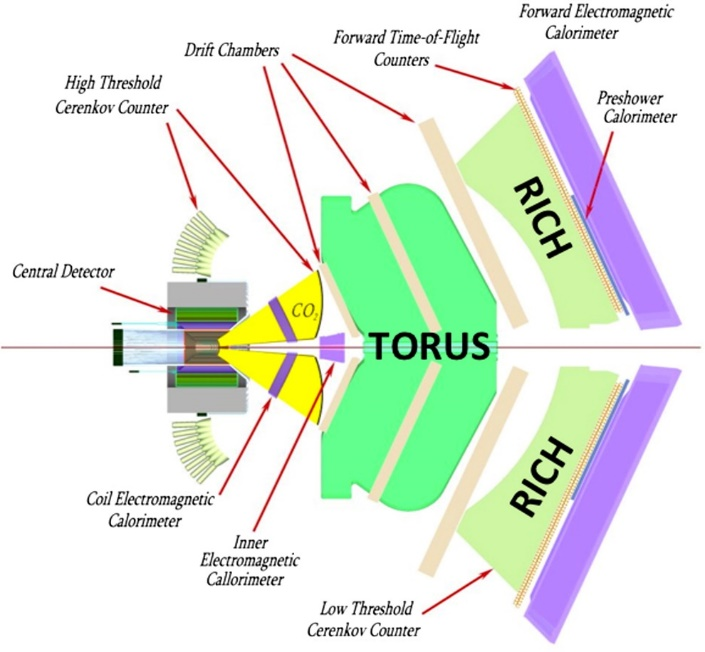 Forward Electromagnetic
Calorimeter
Forward Time-of-Flight
Counters
Drift Chambers
High Threshold
Cerenkov Counter
Preshower
Calorimeter
RICH
Central Detector
CO2
TORUS
RICH
Coil Electromagnetic
Calorimeter
Inner
Electromagnetic
Callorimeter
Low Threshold
Cerenkov Counter